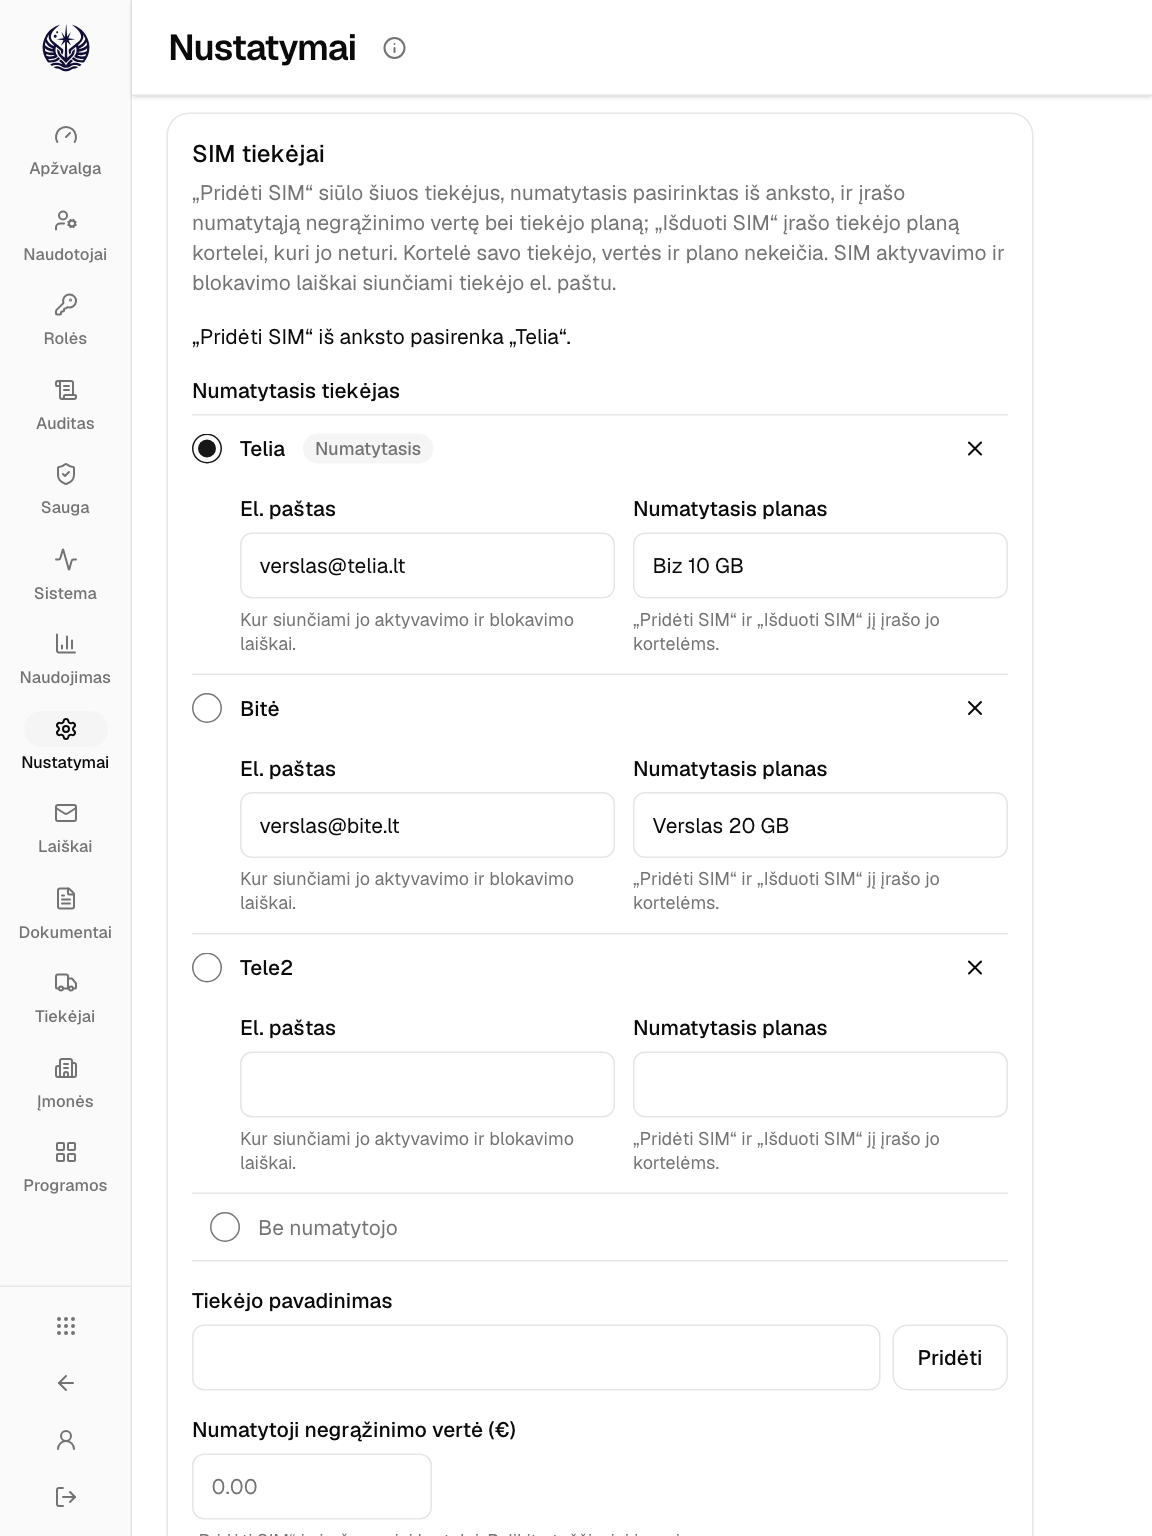 Nustatymai
Apžvalga
Naudotojai
Rolės
Auditas
Sauga
Sistema
Naudojimas
Nustatymai
Laiškai
Dokumentai
Tiekėjai
Įmonės
Programos
SIM tiekėjai
„Pridėti SIM“ siūlo šiuos tiekėjus, numatytasis pasirinktas iš anksto, ir įrašo
numatytąją negrąžinimo vertę bei tiekėjo planą; „Išduoti SIM“ įrašo tiekėjo planą
kortelei, kuri jo neturi. Kortelė savo tiekėjo, vertės ir plano nekeičia. SIM aktyvavimo ir
blokavimo laiškai siunčiami tiekėjo el. paštu.
„Pridėti SIM“ iš anksto pasirenka „Telia“.
Numatytasis tiekėjas
Telia Numatytasis
El. paštas Numatytasis planas
verslas@telia.lt Biz 10 GB
Kur siunčiami jo aktyvavimo ir blokavimo „Pridėti SIM“ ir „Išduoti SIM“ jį įrašo jo
laiškai. kortelėms.
Bitė
El. paštas Numatytasis planas
verslas@bite.lt Verslas 20 GB
Kur siunčiami jo aktyvavimo ir blokavimo „Pridėti SIM“ ir „Išduoti SIM“ jį įrašo jo
laiškai. kortelėms.
Tele2
El. paštas Numatytasis planas
Kur siunčiami jo aktyvavimo ir blokavimo „Pridėti SIM“ ir „Išduoti SIM“ jį įrašo jo
laiškai. kortelėms.
Be numatytojo
Tiekėjo pavadinimas
Pridėti
Numatytoji negrąžinimo vertė (€)
0.00